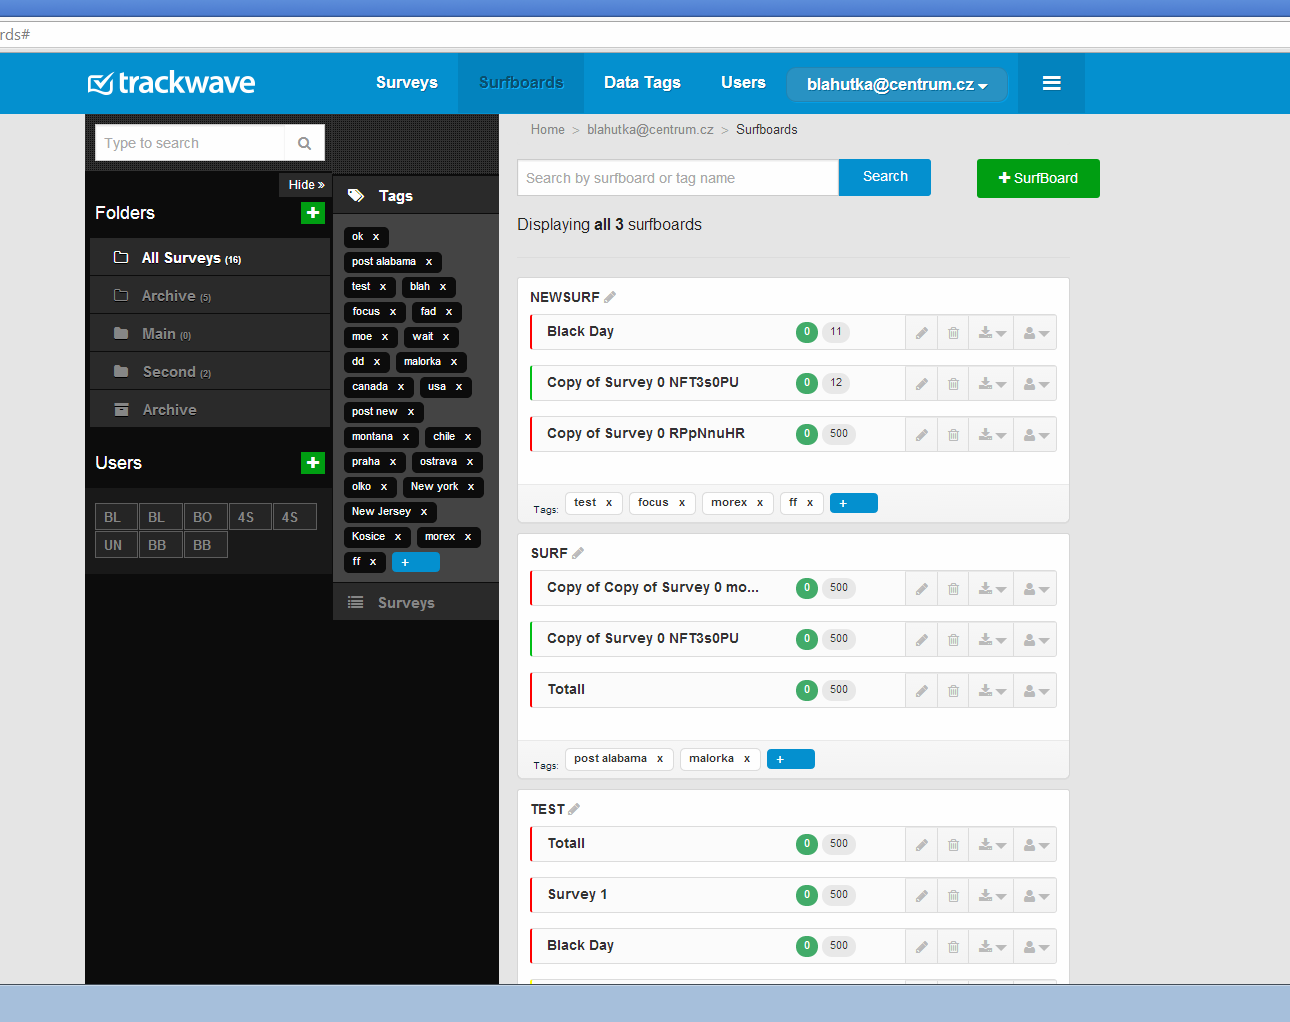 rds#
trackwave
Surveys
Surfboards
Data Tags
Users
blahutka@centrum.cz
Type to search
Hide »
Folders
All Surveys (16)
Archive (5)
Main (0)
Second (2)
Archive
Users
BL BL BO 4S 4S
UN BB BB
Tags
ok x
post alabama x
test x blah x
focus x fad x
moe x wait x
dd x malorka x
canada x usa x
post new x
montana x chile x
praha x ostrava x
olko x New york x
New Jersey x
Kosice x morex x
ff x +
Surveys
Home > blahutka@centrum.cz > Surfboards
Search by surfboard or tag name
Search
+ SurfBoard
Displaying all 3 surfboards
NEWSURF
Black Day 0 11
Copy of Survey 0 NFT3s0PU 0 12
Copy of Survey 0 RPpNnuHR 0 500
Tags: test x focus x morex x ff x +
SURF
Copy of Copy of Survey 0 mo... 0 500
Copy of Survey 0 NFT3s0PU 0 500
Totall 0 500
Tags: post alabama x malorka x +
TEST
Totall 0 500
Survey 1 0 500
Black Day 0 500